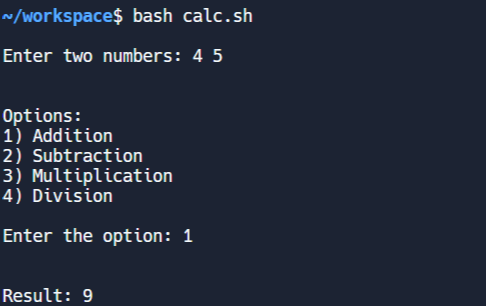 ~/workspace$ bash calc.sh
Enter two numbers: 4 5
Options:
1) Addition
2) Subtraction
3) Multiplication
4) Division
Enter the option: 1
Result: 9